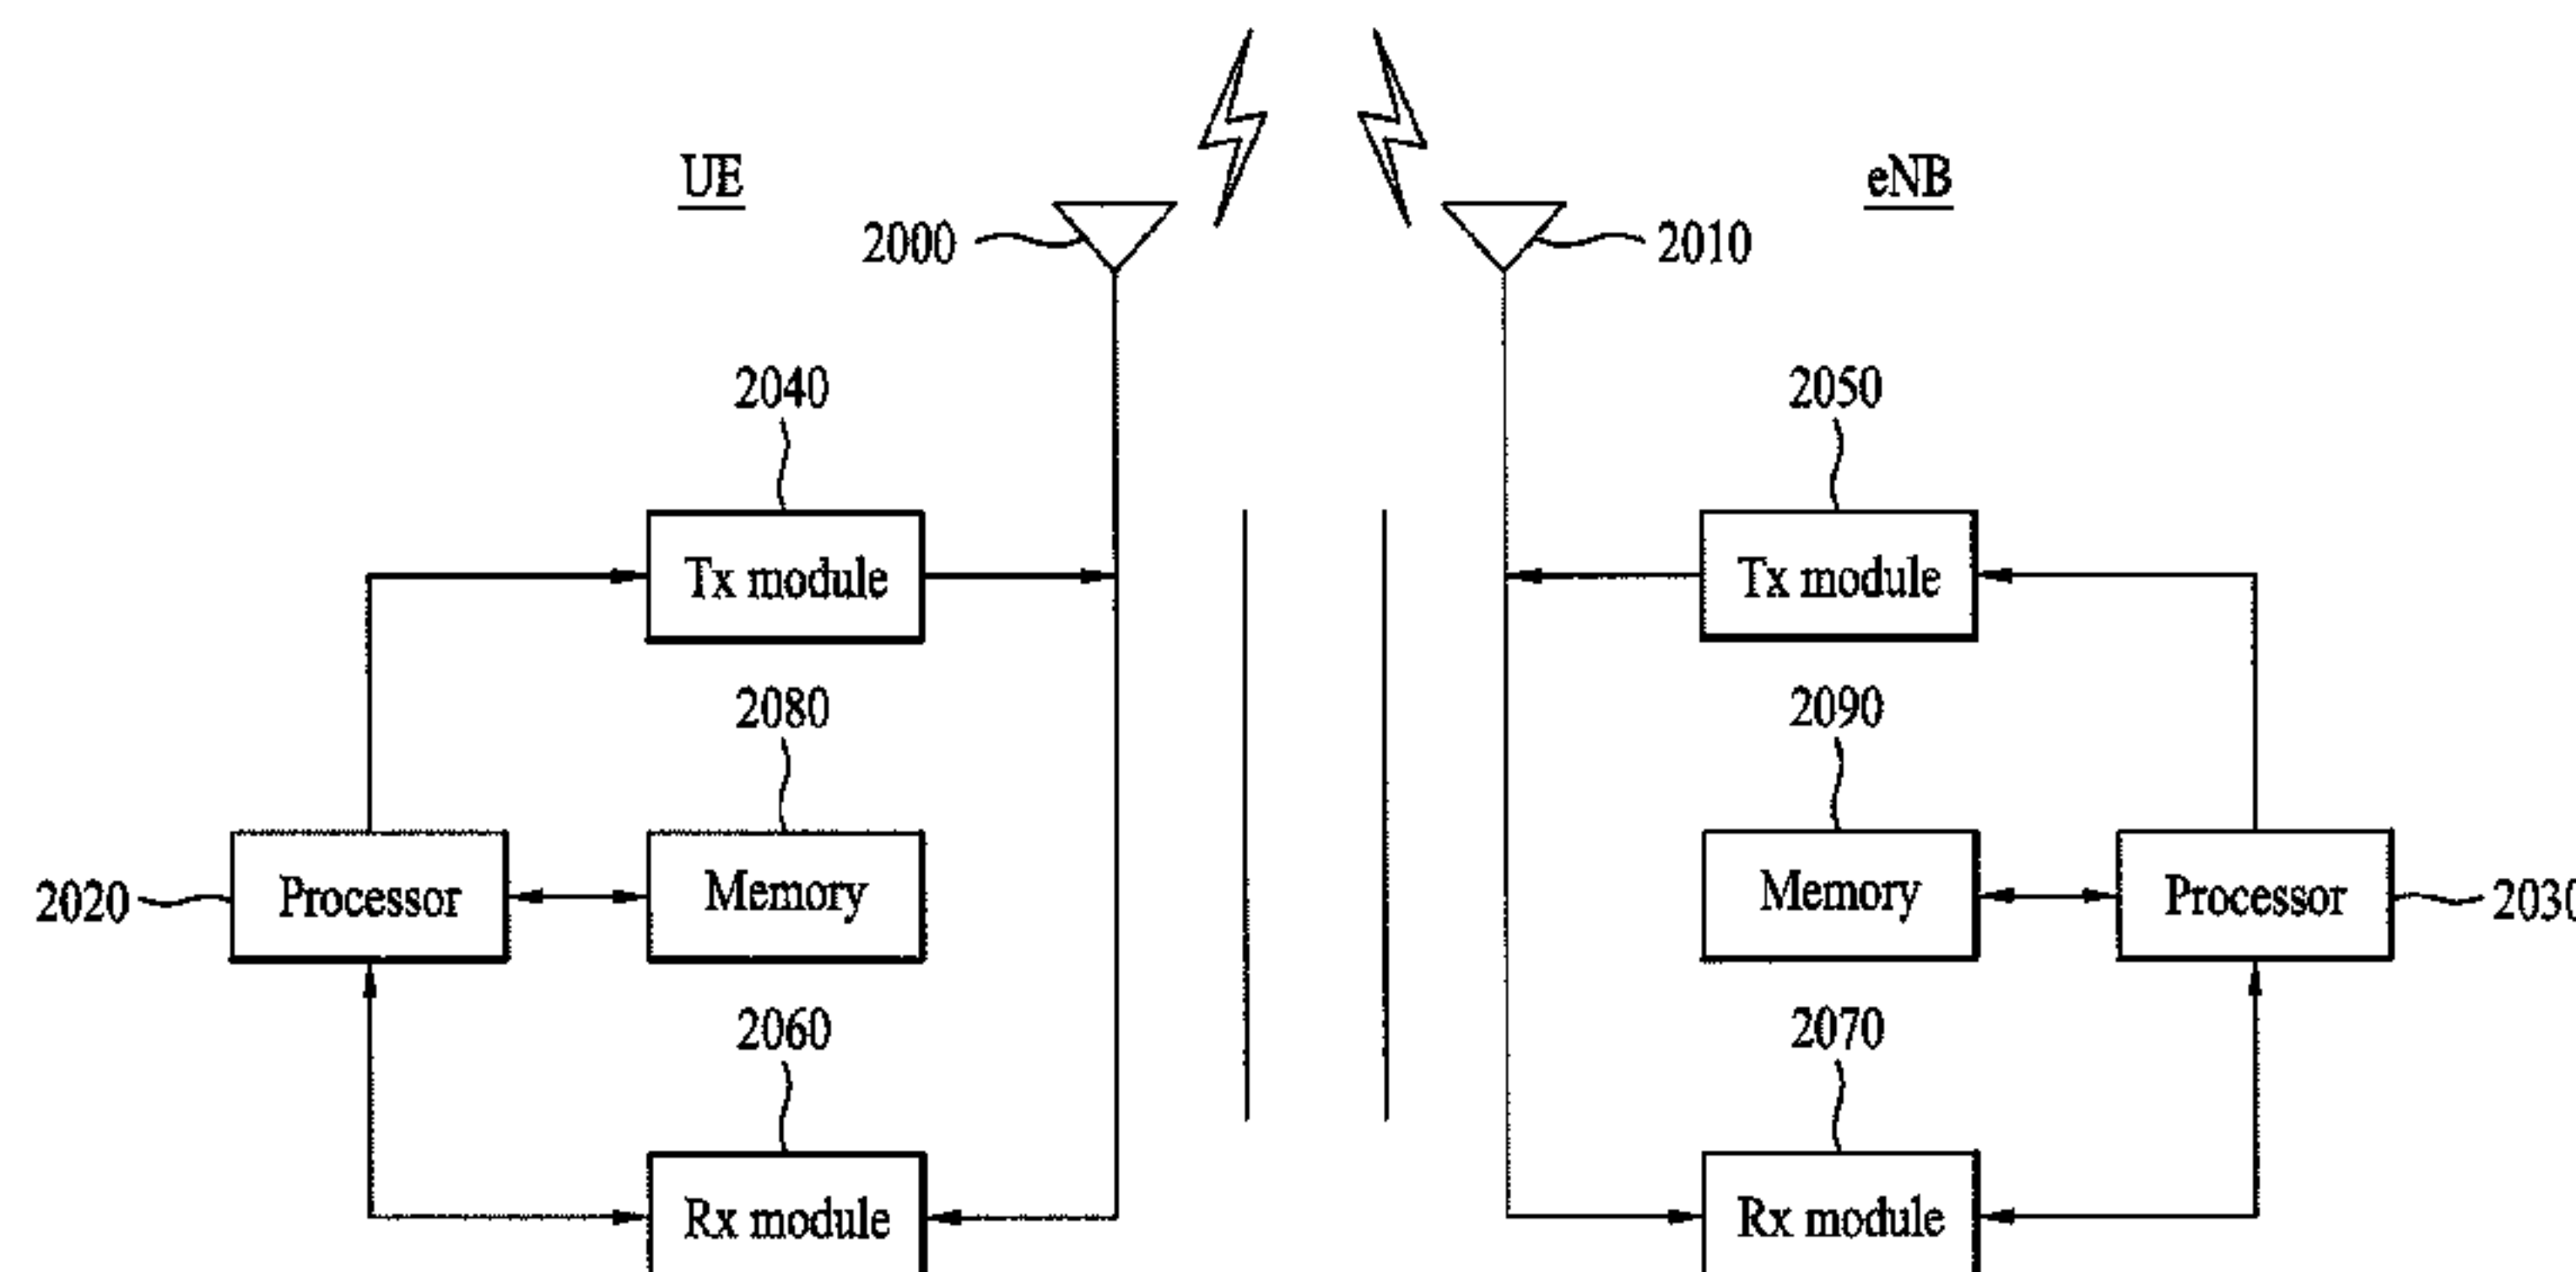 UE
eNB
2000
2010
2040
2050
Tx module
Tx module
2080
2090
2020
Processor
Memory
Memory
Processor
2030
2060
2070
Rx module
Rx module